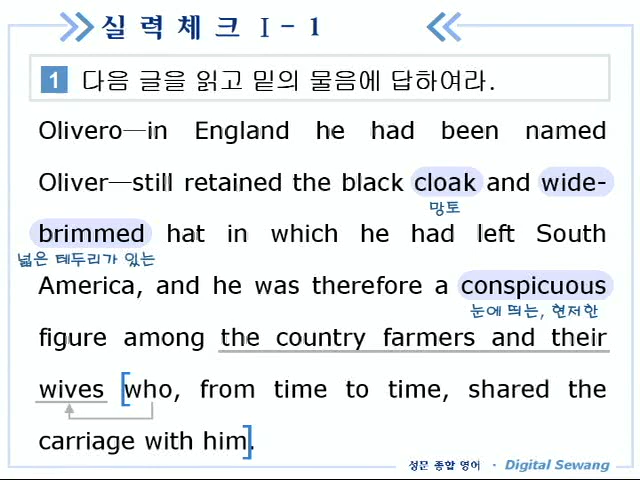 실력체크 I - 1
1 다음 글을 읽고 밑의 물음에 답하여라.
Olivero—in England he had been named
Oliver—still retained the black cloak and wide-
망토
brimmed hat in which he had left South
넓은 테두리가 있는
America, and he was therefore a conspicuous
눈에 띄는, 현저한
figure among the country farmers and their
wives [who, from time to time, shared the
carriage with him].
성문 종합 영어 · Digital Sewang